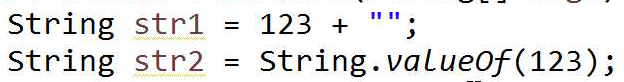 String str1 = 123 + "";
String str2 = String.valueOf(123);